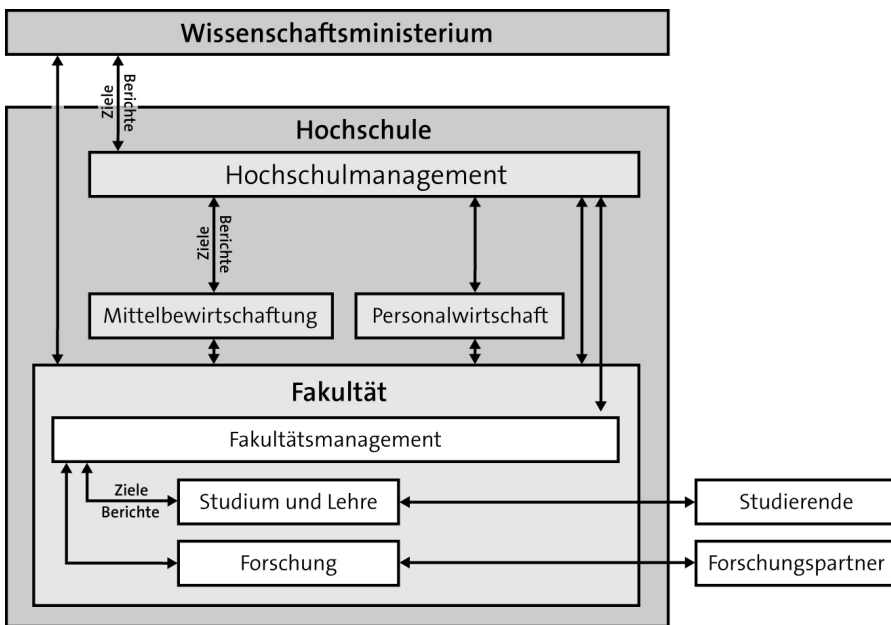 Wissenschaftsministerium
Ziele
Berichte
Hochschule
Hochschulmanagement
Ziele
Berichte
Mittelbewirtschaftung
Personalwirtschaft
Fakultät
Fakultätsmanagement
Ziele
Berichte
Studium und Lehre
Studierende
Forschung
Forschungspartner